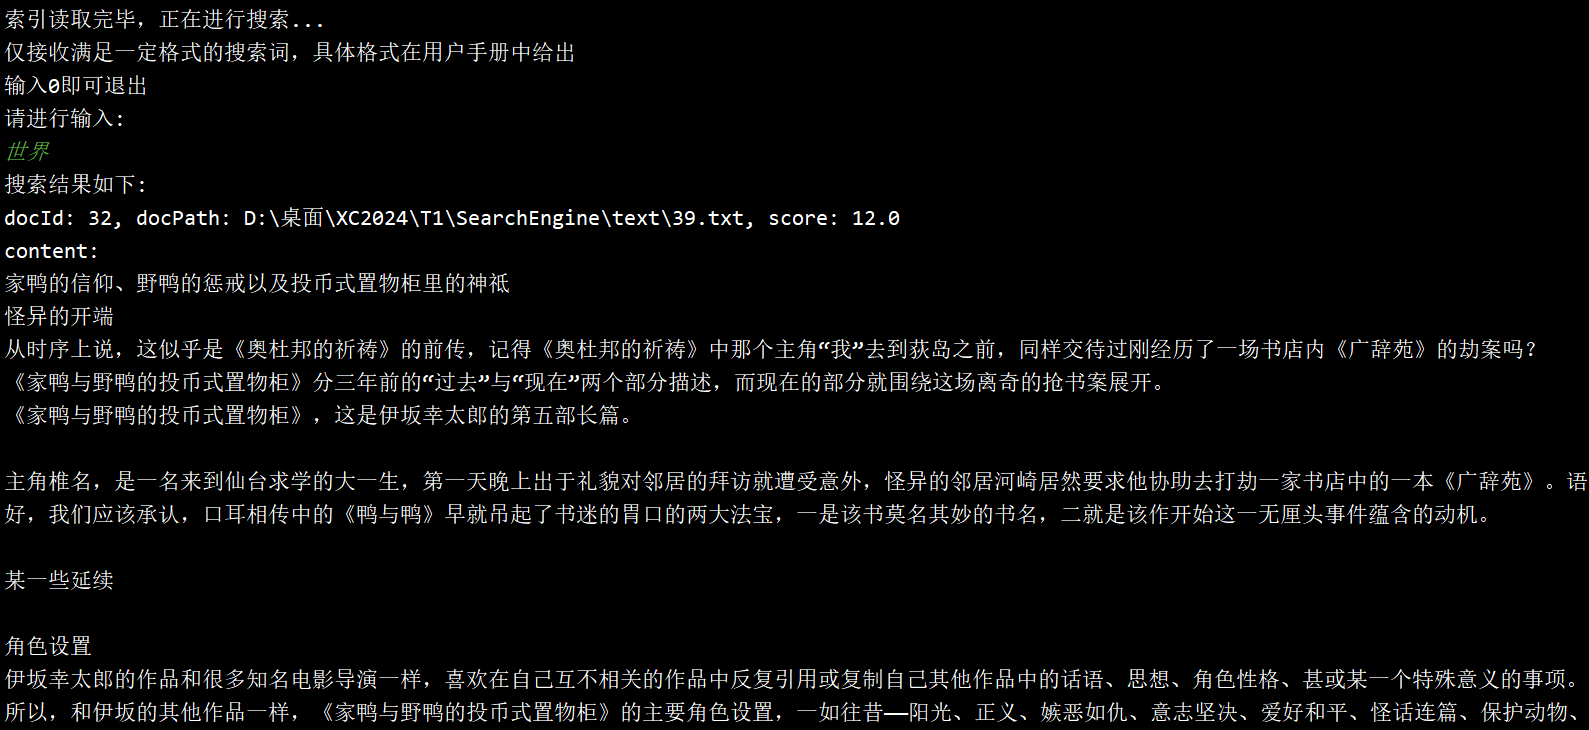 索引读取完毕，正在进行搜索...
仅接收满足一定格式的搜索词，具体格式在用户手册中给出
输入0即可退出
请进行输入:
世界
搜索结果如下:
docId: 32, docPath: D:\桌面\XC2024\T1\SearchEngine\text\39.txt, score: 12.0
content:
家鸭的信仰、野鸭的惩戒以及投币式置物柜里的神祗
怪异的开端
从时序上说，这似乎是《奥杜邦的祈祷》的前传，记得《奥杜邦的祈祷》中那个主角“我”去到荻岛之前，同样交待过刚经历了一场书店内《广辞苑》的劫案吗？
《家鸭与野鸭的投币式置物柜》分三年前的“过去”与“现在”两个部分描述，而现在的部分就围绕这场离奇的抢书案展开。
《家鸭与野鸭的投币式置物柜》，这是伊坂幸太郎的第五部长篇。
主角椎名，是一名来到仙台求学的大一生，第一天晚上出于礼貌对邻居的拜访就遭受意外，怪异的邻居河崎居然要求他协助去打劫一家书店中的一本《广辞苑》。语
好，我们应该承认，口耳相传中的《鸭与鸭》早就吊起了书迷的胃口的两大法宝，一是该书莫名其妙的书名，二就是该作开始这一无厘头事件蕴含的动机。
某一些延续
角色设置
伊坂幸太郎的作品和很多知名电影导演一样，喜欢在自己互不相关的作品中反复引用或复制自己其他作品中的话语、思想、角色性格、甚或某一个特殊意义的事项。
所以，和伊坂的其他作品一样，《家鸭与野鸭的投币式置物柜》的主要角色设置，一如往昔——阳光、正义、嫉恶如仇、意志坚决、爱好和平、怪话连篇、保护动物、